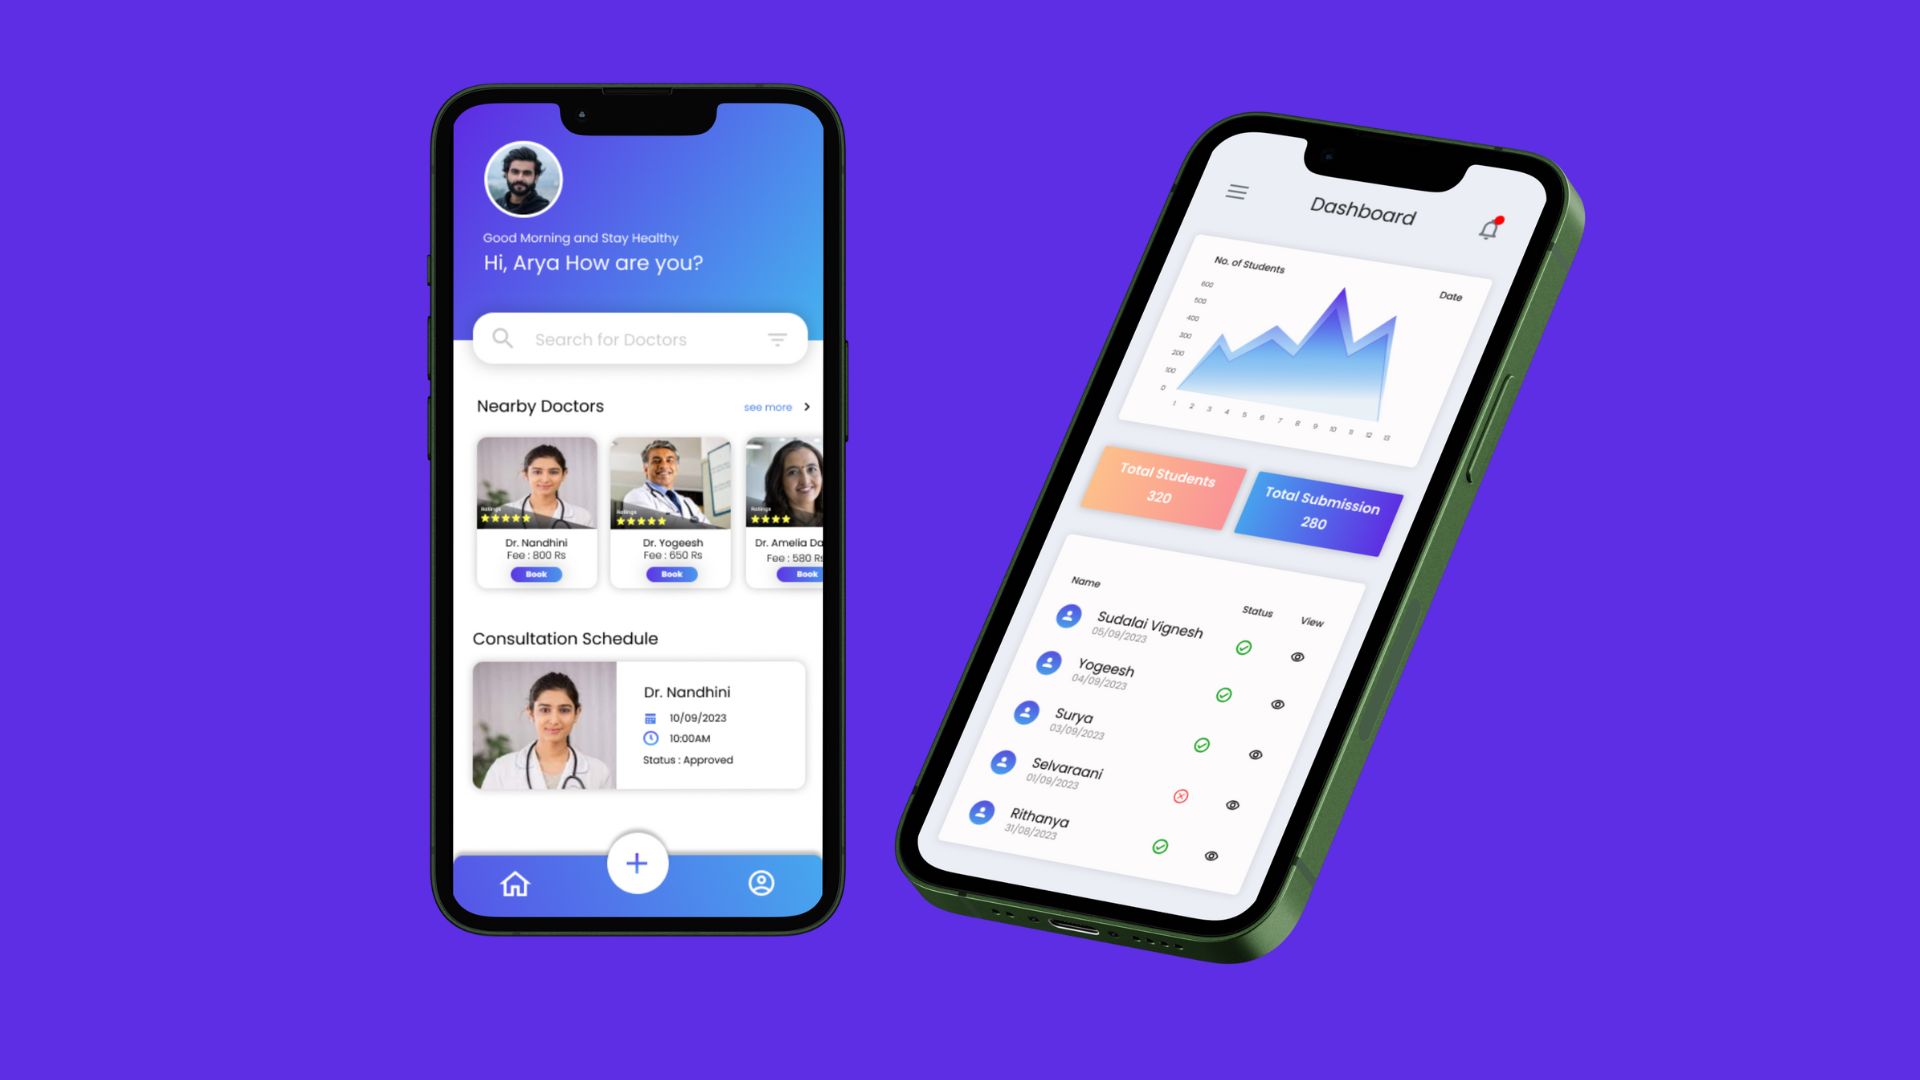 Good Morning and Stay Healthy
Hi, Arya How are you?
Search for Doctors
Nearby Doctors
see more
Ratings
Dr. Nandhini
Fee : 800 Rs
Book
Ratings
Dr. Yogeesh
Fee : 650 Rs
Book
Ratings
Dr. Amelia Da
Fee : 580 Rs
Book
Consultation Schedule
Dr. Nandhini
10/09/2023
10:00AM
Status : Approved
Dashboard
No. of Students
Date
600
500
400
300
200
100
0
1 2 3 4 5 6 7 8 9 10 11 12 13
Total Students
320
Total Submission
280
Name Status View
Sudalai Vignesh
05/09/2023
Yogeesh
04/09/2023
Surya
03/09/2023
Selvaraani
01/09/2023
Rithanya
31/08/2023